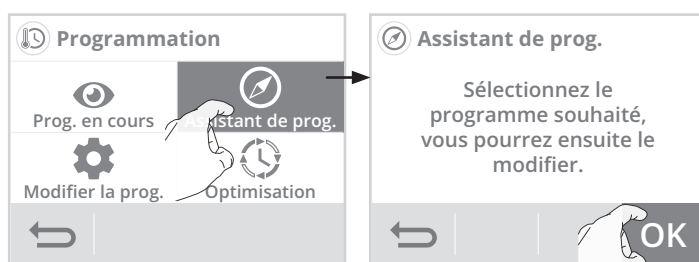 Programmation
Prog. en cours
Assistant de prog.
Modifier la prog.
Optimisation
Assistant de prog.
Sélectionnez le
programme souhaité,
vous pourrez ensuite le
modifier.
OK